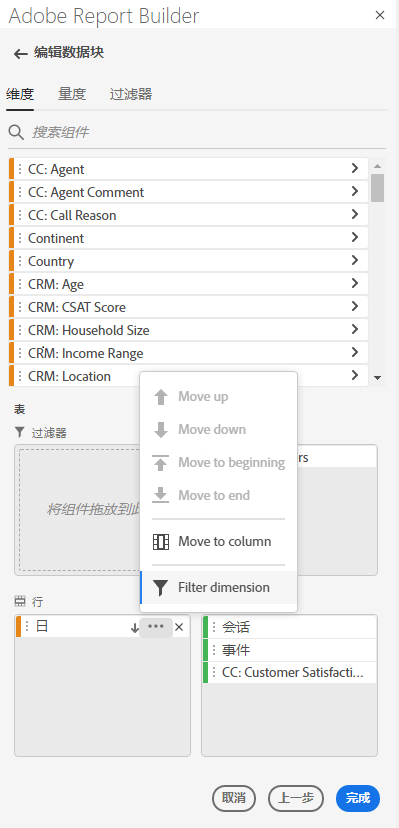 Adobe Report Builder
编辑数据块
维度 量度 过滤器
搜索组件
CC: Agent
CC: Agent Comment
CC: Call Reason
Continent
Country
CRM: Age
CRM: CSAT Score
CRM: Household Size
CRM: Income Range
CRM: Location
表
过滤器
将组件拖放到
rs
Move up
Move down
Move to beginning
Move to end
Move to column
Filter dimension
行
日
会话
事件
CC: Customer Satisfacti...
取消 上一步 完成